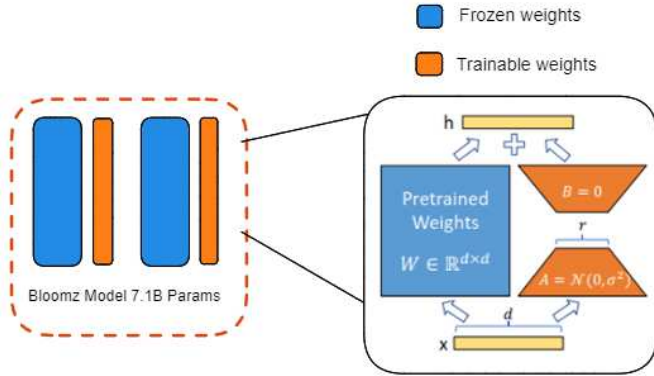 Frozen weights
Trainable weights
h
Pretrained
Weights
W ∈ ℝ^{d×d}
B = 0
r
A = 𝒩(0, σ²)
d
x
Bloomz Model 7.1B Params